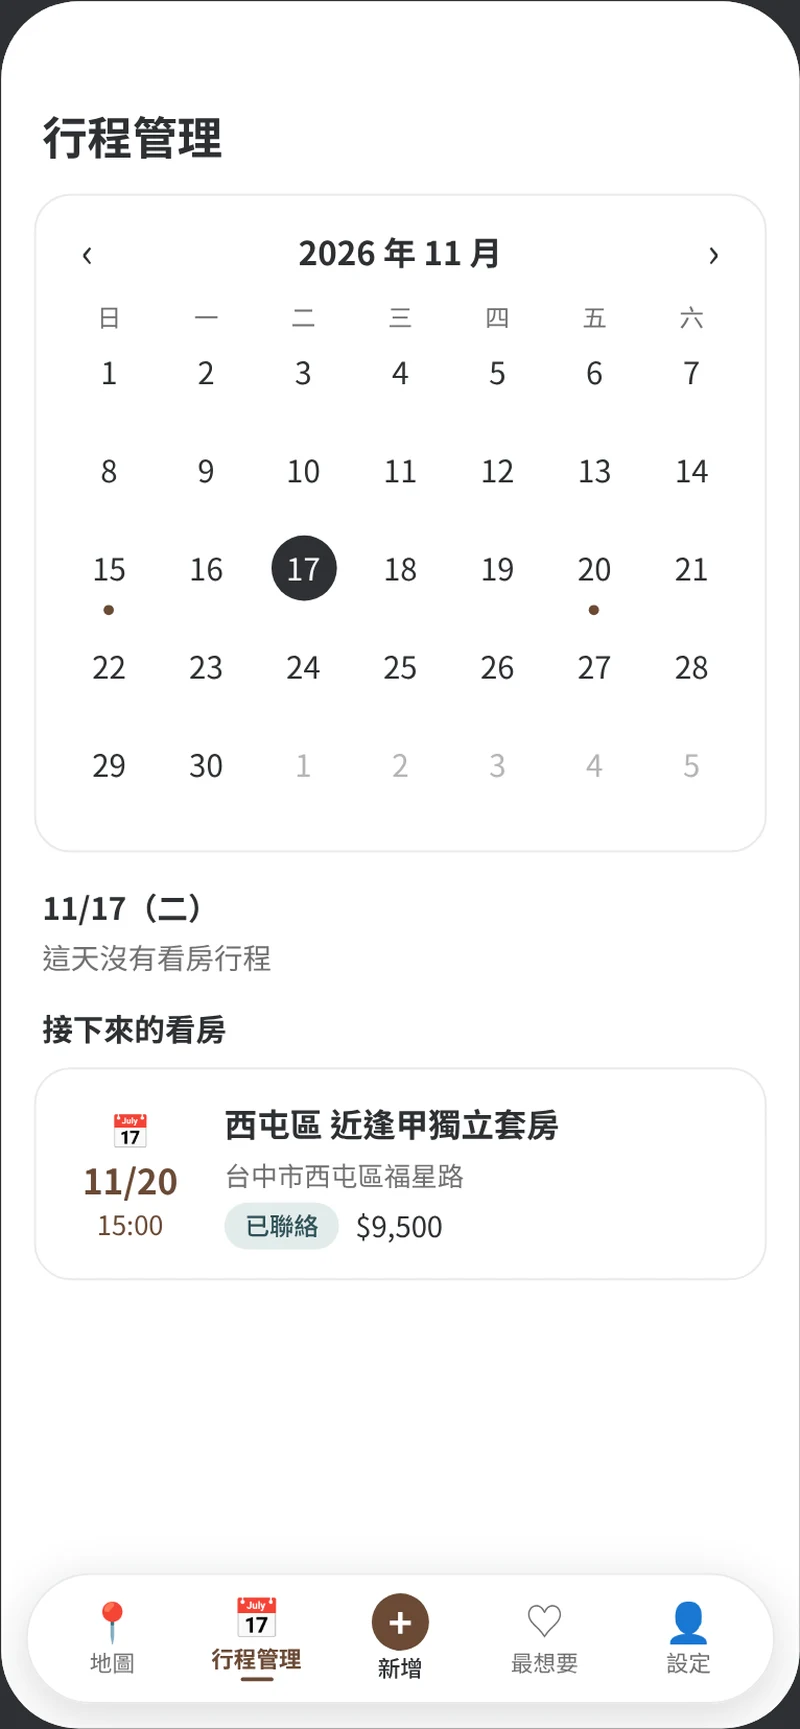 行程管理
‹ 2026 年 11 月 ›
日 一 二 三 四 五 六
1 2 3 4 5 6 7
8 9 10 11 12 13 14
15 16 17 18 19 20 21
22 23 24 25 26 27 28
29 30 1 2 3 4 5
11/17（二）
這天沒有看房行程
接下來的看房
July
17
11/20
15:00
西屯區 近逢甲獨立套房
台中市西屯區福星路
已聯絡 $9,500
July
17
地圖 行程管理 新增 最想要 設定